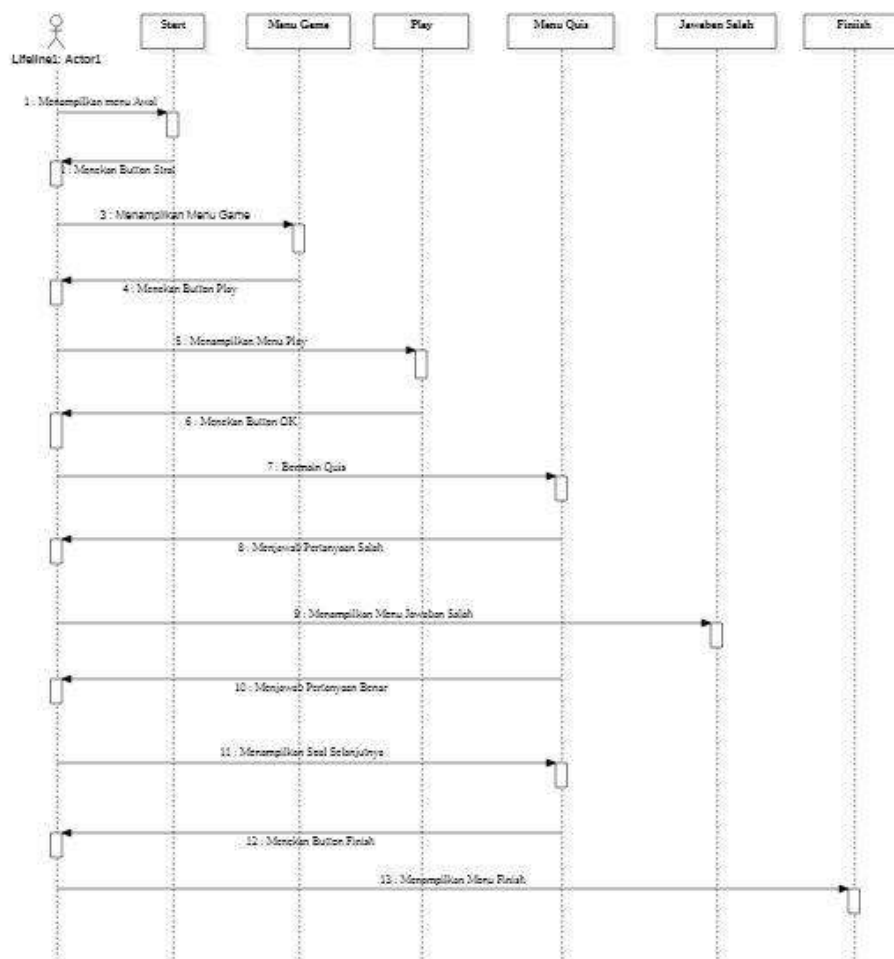 Start
Menu Game
Play
Menu Quis
Jawaban Salah
Finiish
Lifeline1: Actor1
1 : Menampilkan menu Awal
2 : Menekan Button Strat
3 : Menampilkan Menu Game
4 : Menekan Button Play
5 : Menampilkan Menu Play
6 : Menekan Button OK
7 : Bermain Quis
8 : Menjawab Pertanyaan Salah
9 : Menampilkan Menu Jawaban Salah
10 : Menjawab Pertanyaan Benar
11 : Menampilkan Soal Selanjutnya
12 : Menekan Button Finish
13 : Menampilkan Menu Finish